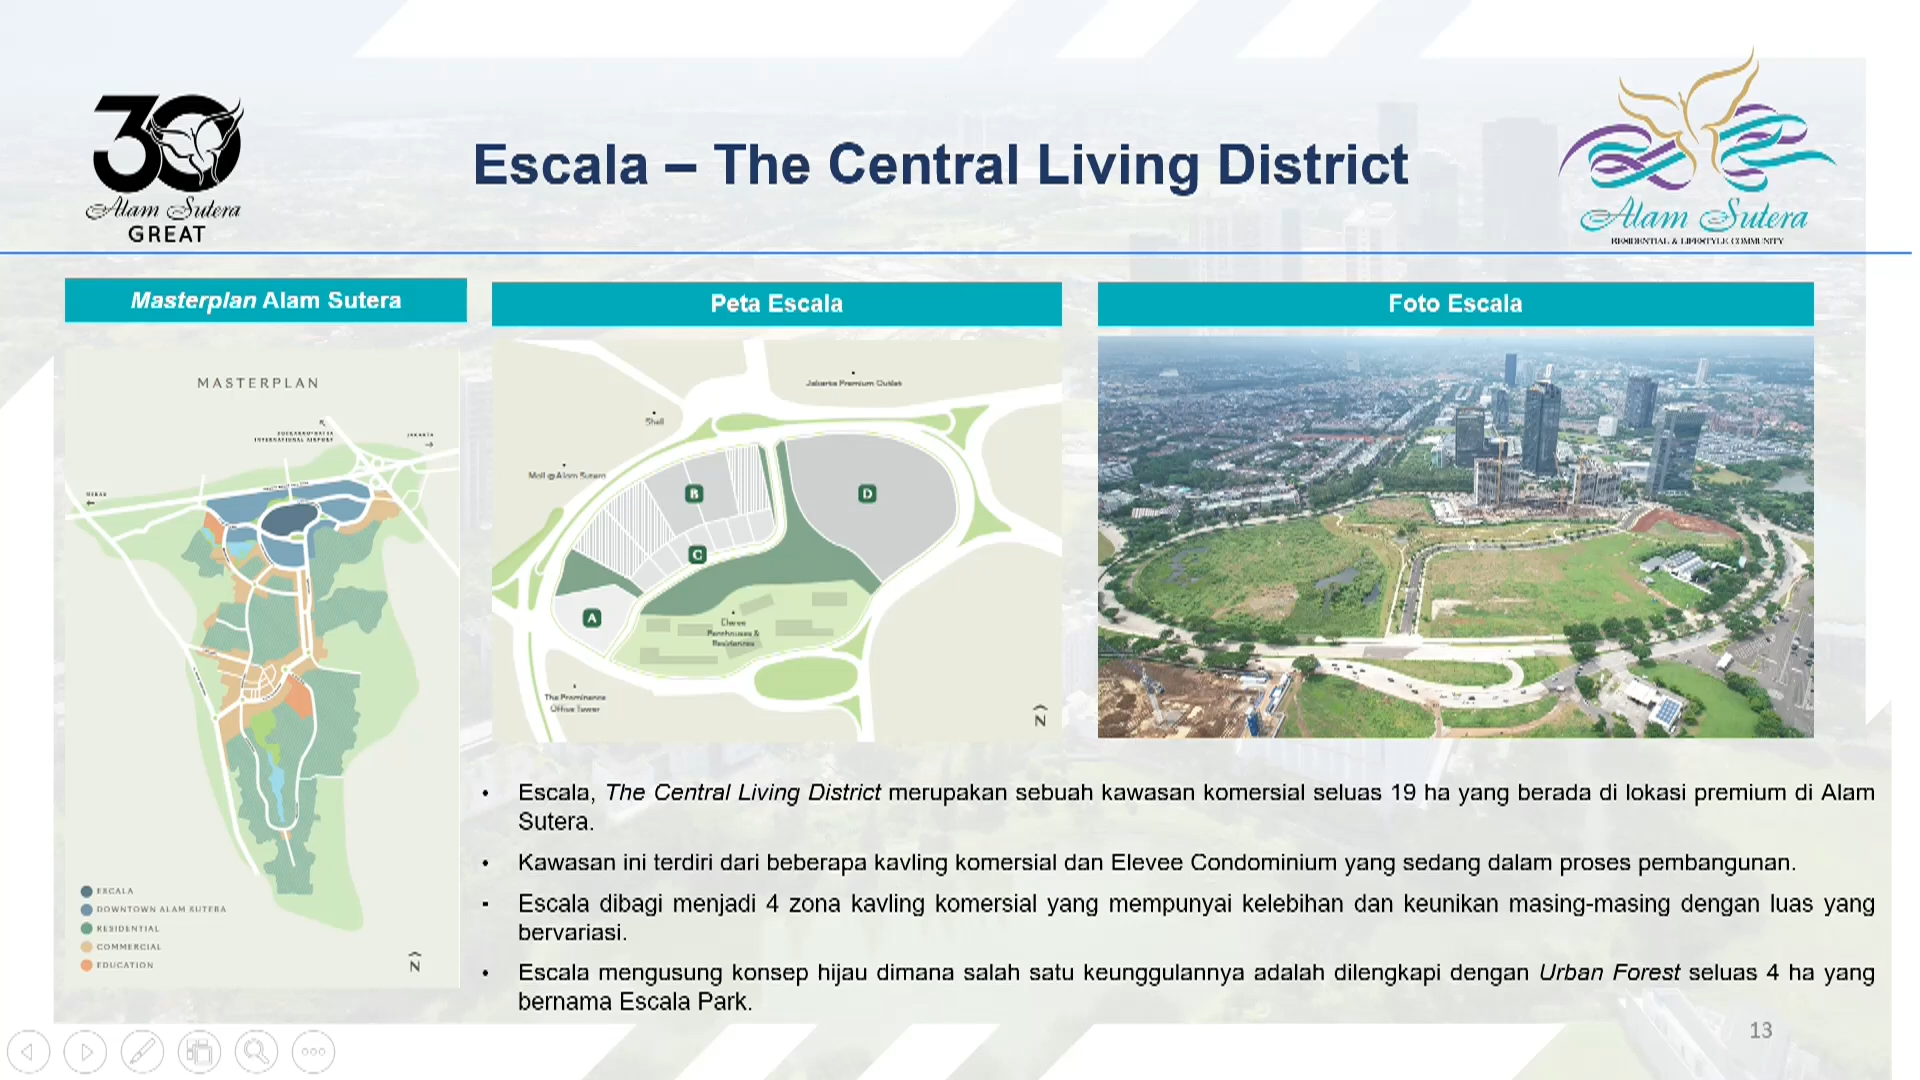 30
Alam Sutera
GREAT
Escala – The Central Living District
Alam Sutera
RESIDENTIAL & LIFESTYLE COMMUNITY
Masterplan Alam Sutera
Peta Escala
Foto Escala
MASTERPLAN
SOEKARNO-HATTA
INTERNATIONAL AIRPORT
JAKARTA
MERAK
ESCALA
DOWNTOWN ALAM SUTERA
RESIDENTIAL
COMMERCIAL
EDUCATION
N
Jakarta Premium Outlet
Shell
Mall @ Alam Sutera
B
D
C
A
Elevee
Penthouses &
Residences
The Prominence
Office Tower
N
• Escala, The Central Living District merupakan sebuah kawasan komersial seluas 19 ha yang berada di lokasi premium di Alam
Sutera.
• Kawasan ini terdiri dari beberapa kavling komersial dan Elevee Condominium yang sedang dalam proses pembangunan.
• Escala dibagi menjadi 4 zona kavling komersial yang mempunyai kelebihan dan keunikan masing-masing dengan luas yang
bervariasi.
• Escala mengusung konsep hijau dimana salah satu keunggulannya adalah dilengkapi dengan Urban Forest seluas 4 ha yang
bernama Escala Park.
13